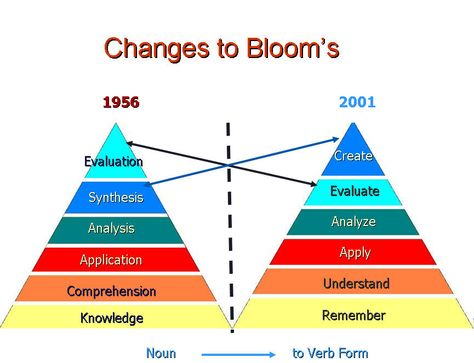 Changes to Bloom's
1956
2001
Evaluation
Synthesis
Analysis
Application
Comprehension
Knowledge
Create
Evaluate
Analyze
Apply
Understand
Remember
Noun to Verb Form